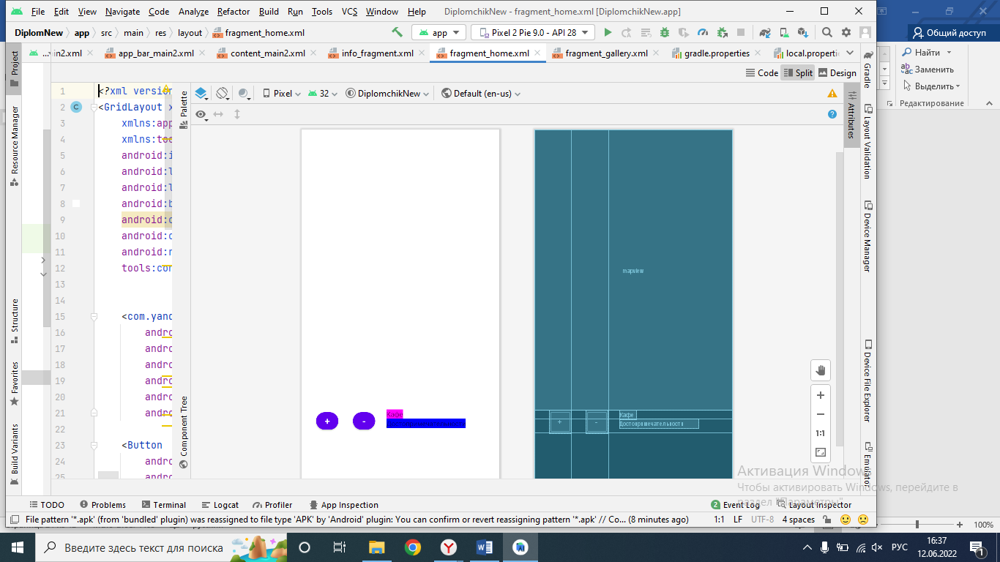 File Edit View Navigate Code Analyze Refactor Build Run Tools VCS Window Help DiplomchikNew - fragment_home.xml [DiplomchikNew.app]
DiplomNew app src main res layout fragment_home.xml app Pixel 2 Pie 9.0 - API 28
Общий доступ
in2.xml app_bar_main2.xml content_main2.xml info_fragment.xml fragment_home.xml fragment_gallery.xml gradle.properties local.properti
Найти
Заменить
Выделить
Редактирование
Code Split Design
Project
Resource Manager
Structure
Favorites
Build Variants
Palette
Component Tree
Pixel 32 DiplomchikNew Default (en-us)
Attributes
Gradle
Layout Validation
Device Manager
Device File Explorer
Emulator
1 <?xml version
2 <GridLayout x
3 xmlns:app
4 xmlns:too
5 android:i
6 android:l
7 android:l
8 android:b
9 android:c
10 android:o
11 android:r
12 tools:con
13
14
15 <com.yand
16 andro
17 andro
18 andro
19 andro
20 andro
21 andro
22
23 <Button
24 andro
25 andro
mapview
+ - Кафе
Достопримечательности
+ - Кафе
Достопримечательности
1:1
Активация Windows
Чтобы активировать Windows, перейдите в
раздел "Параметры".
TODO Problems Terminal Logcat Profiler App Inspection 2 Event Log Layout Inspector
File pattern '*.apk' (from 'bundled' plugin) was reassigned to file type 'APK' by 'Android' plugin: You can confirm or revert reassigning pattern '*.apk' // Co... (8 minutes ago) 1:1 LF UTF-8 4 spaces
100%
Введите здесь текст для поиска
РУС
16:37
12.06.2022
1